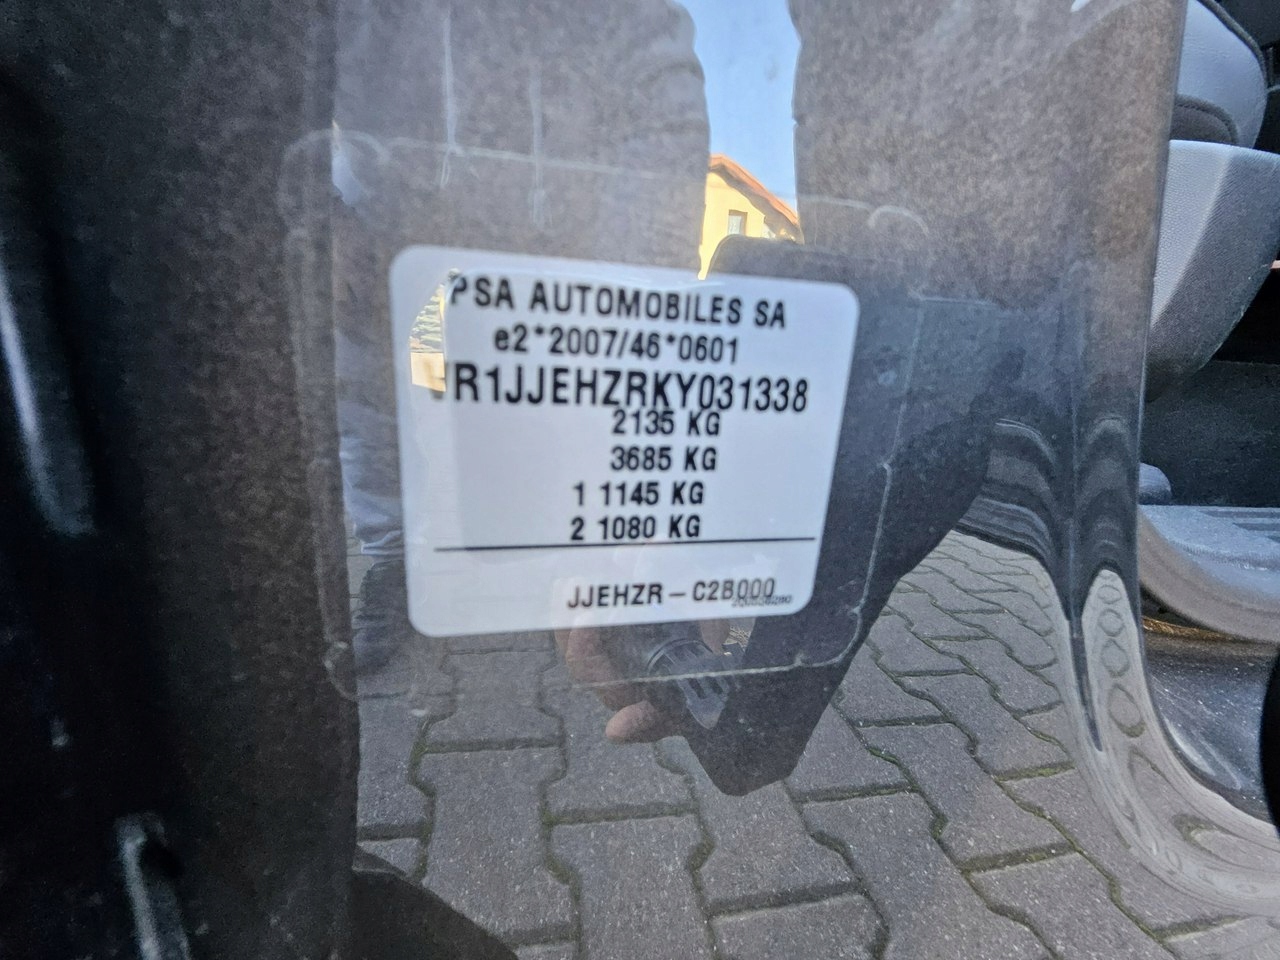 PSA AUTOMOBILES SA
e2*2007/46*0601
VR1JJEHZRKY031338
2135 KG
3685 KG
1 1145 KG
2 1080 KG
JJEHZR - C2B000